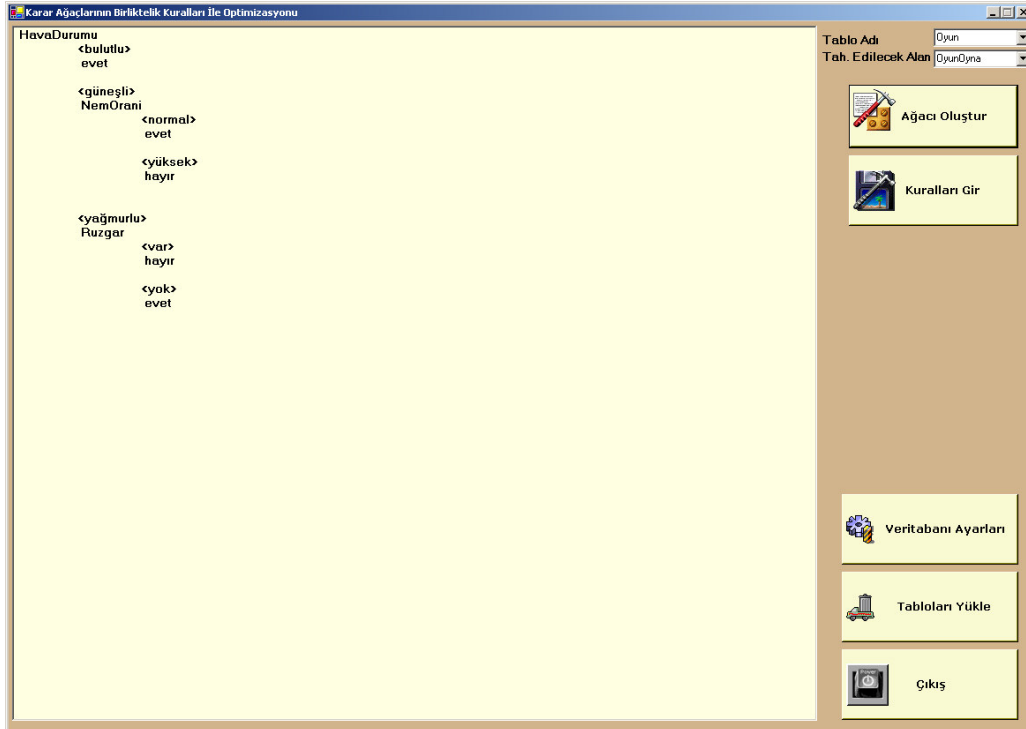 Karar Ağaçlarının Birliktelik Kuralları İle Optimizasyonu
HavaDurumu
<bulutlu>
evet
<güneşli>
NemOrani
<normal>
evet
<yüksek>
hayır
<yağmurlu>
Ruzgar
<var>
hayır
<yok>
evet
Tablo Adı
Oyun
Tah. Edilecek Alan
OyunOyna
Ağacı Oluştur
Kuralları Gir
Veritabanı Ayarları
Tabloları Yükle
Çıkış